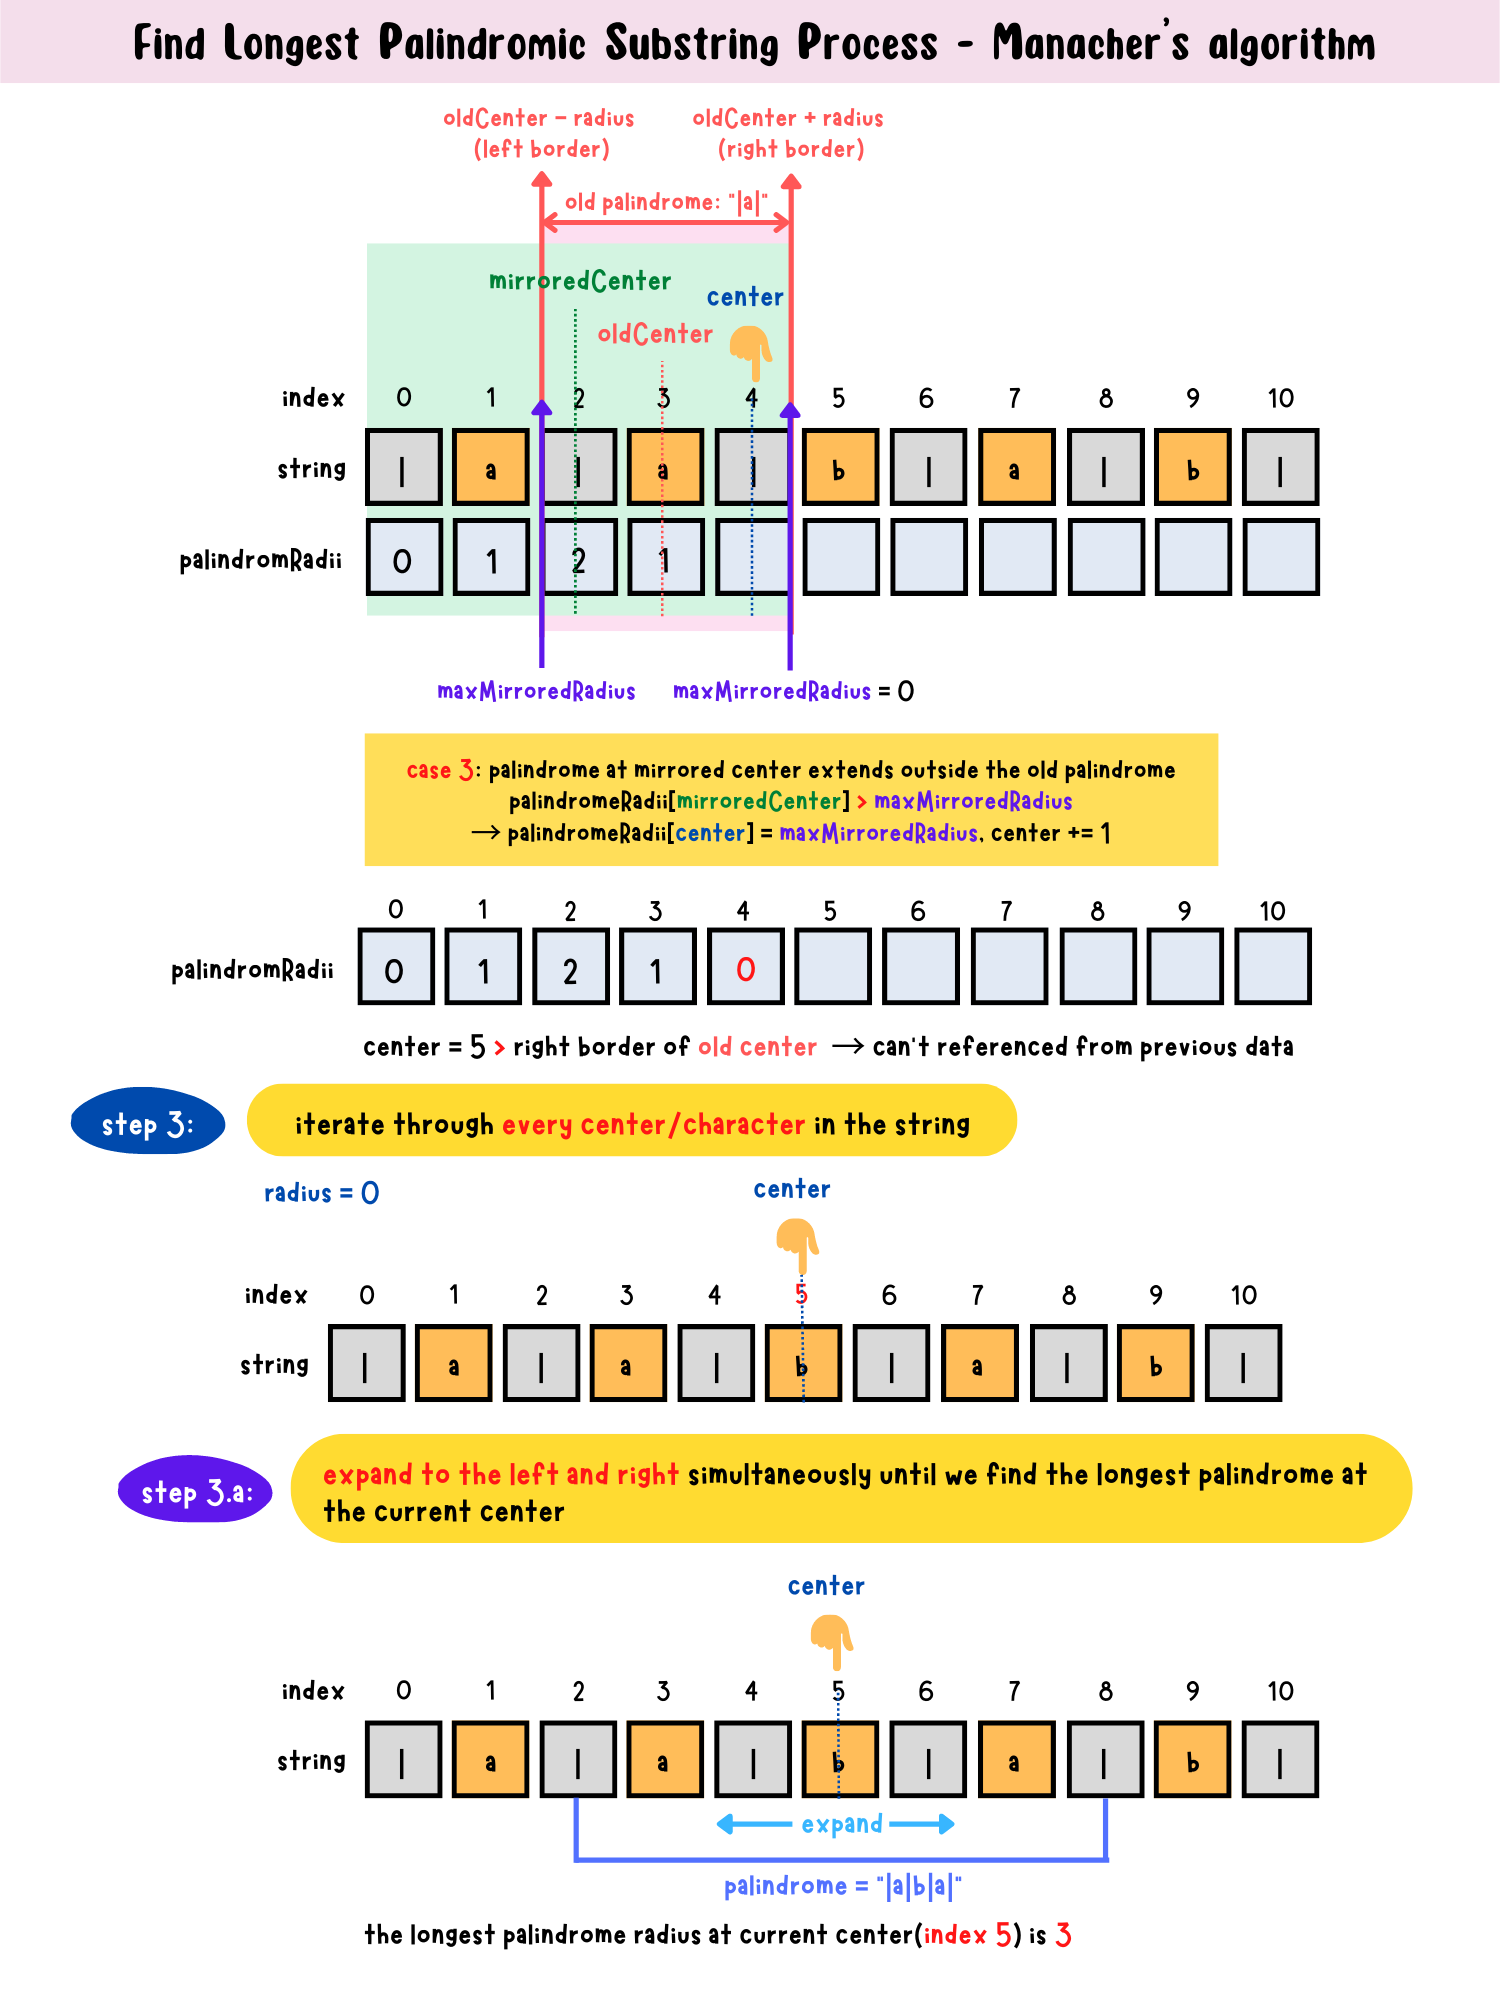 Find Longest Palindromic Substring Process - Manacher's algorithm
oldCenter - radius
(left border)
oldCenter + radius
(right border)
old palindrome: "|a|"
mirroredCenter
center
oldCenter
index 0 1 2 3 4 5 6 7 8 9 10
string | a | a | b | a | b |
palindromRadii 0 1 2 1
maxMirroredRadius maxMirroredRadius = 0
case 3: palindrome at mirrored center extends outside the old palindrome
palindromeRadii[mirroredCenter] > maxMirroredRadius
→ palindromeRadii[center] = maxMirroredRadius, center += 1
0 1 2 3 4 5 6 7 8 9 10
palindromRadii 0 1 2 1 0
center = 5 > right border of old center → can't referenced from previous data
step 3: iterate through every center/character in the string
radius = 0
center
index 0 1 2 3 4 5 6 7 8 9 10
string | a | a | b | a | b |
step 3.a: expand to the left and right simultaneously until we find the longest palindrome at
the current center
center
index 0 1 2 3 4 5 6 7 8 9 10
string | a | a | b | a | b |
expand
palindrome = "|a|b|a|"
the longest palindrome radius at current center(index 5) is 3